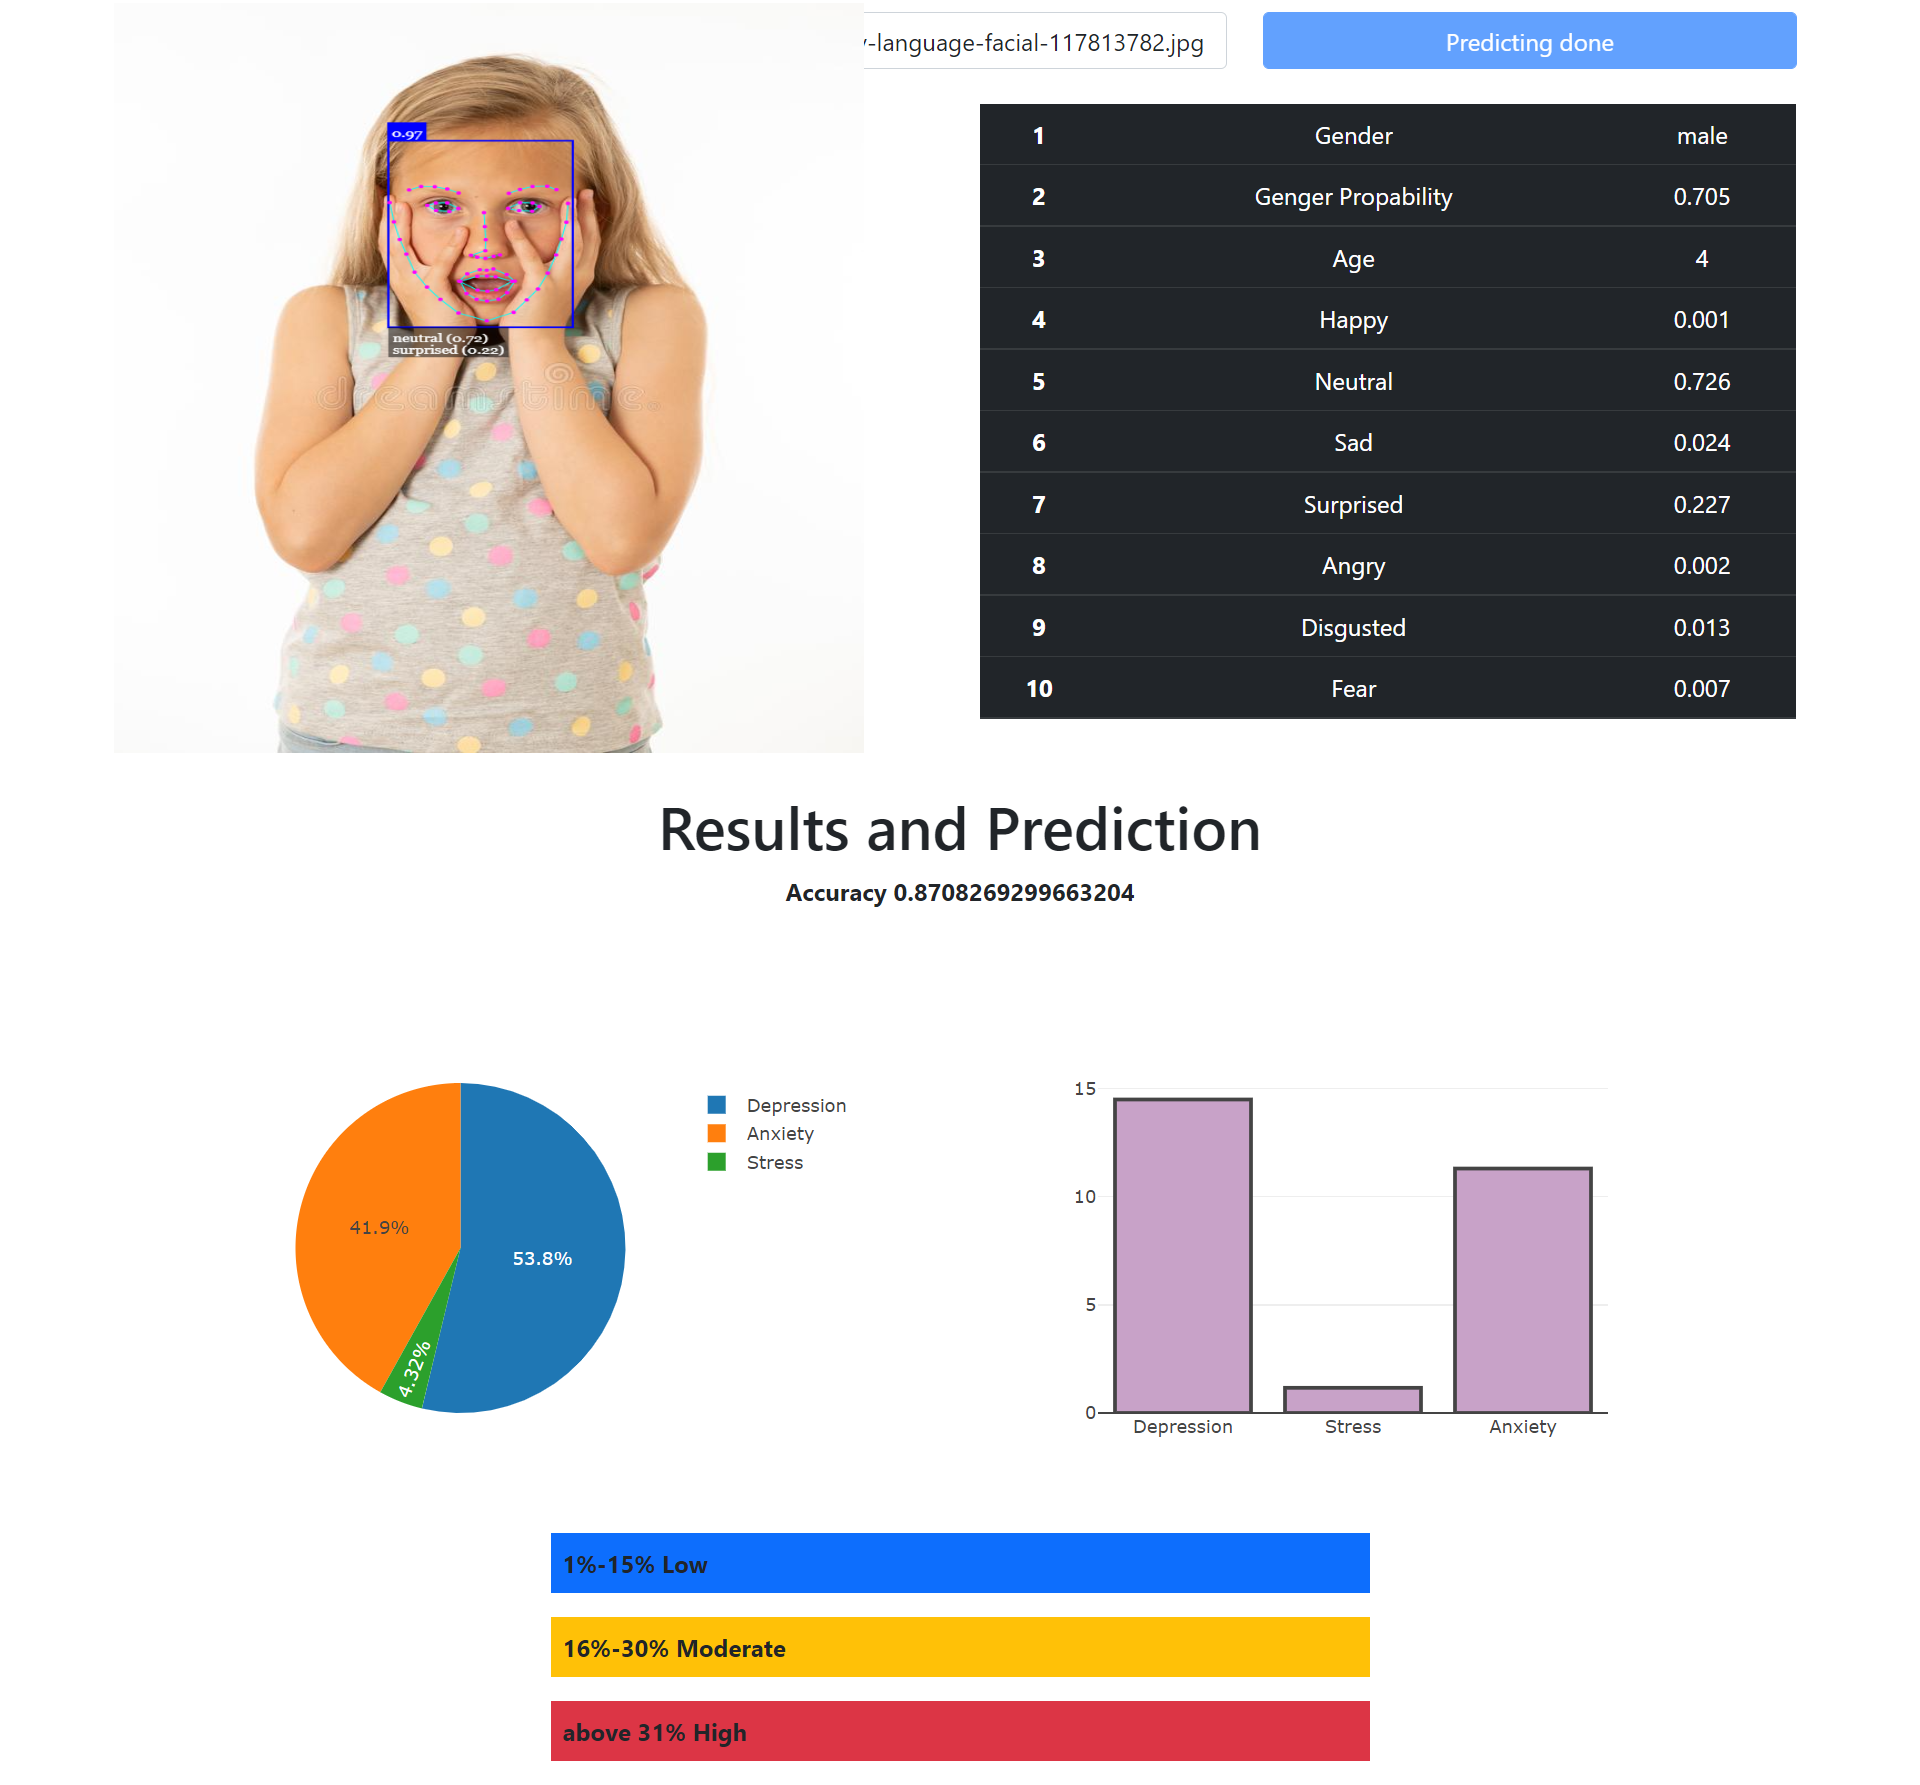 -language-facial-117813782.jpg
Predicting done
0.97
neutral (0.72)
surprised (0.22)
dreamstime.
1 Gender male
2 Genger Propability 0.705
3 Age 4
4 Happy 0.001
5 Neutral 0.726
6 Sad 0.024
7 Surprised 0.227
8 Angry 0.002
9 Disgusted 0.013
10 Fear 0.007
Results and Prediction
Accuracy 0.8708269299663204
Depression
Anxiety
Stress
41.9%
53.8%
4.32%
15
10
5
0
Depression Stress Anxiety
1%-15% Low
16%-30% Moderate
above 31% High